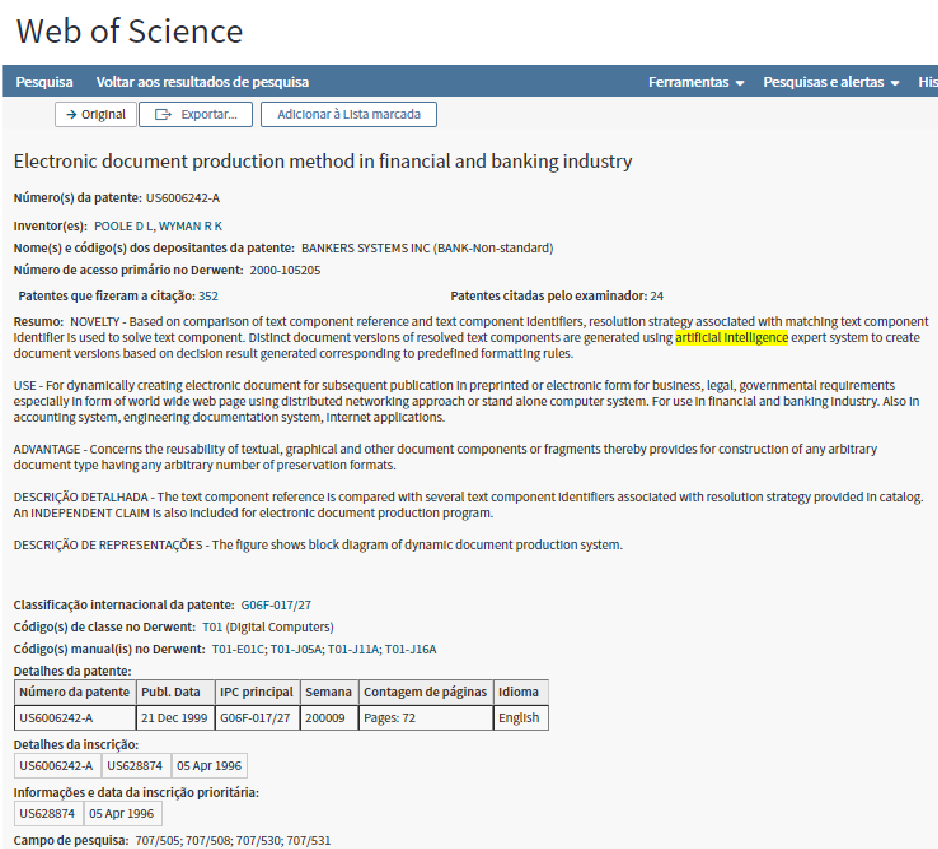 Web of Science
Pesquisa Voltar aos resultados de pesquisa Ferramentas Pesquisas e alertas His
Original Exportar... Adicionar à Lista marcada
Electronic document production method in financial and banking industry
Número(s) da patente: US6006242-A
Inventor(es): POOLE D L, WYMAN R K
Nome(s) e código(s) dos depositantes da patente: BANKERS SYSTEMS INC (BANK-Non-standard)
Número de acesso primário no Derwent: 2000-105205
Patentes que fizeram a citação: 352 Patentes citadas pelo examinador: 24
Resumo: NOVELTY - Based on comparison of text component reference and text component identifiers, resolution strategy associated with matching text component
identifier is used to solve text component. Distinct document versions of resolved text components are generated using artificial intelligence expert system to create
document versions based on decision result generated corresponding to predefined formatting rules.
USE - For dynamically creating electronic document for subsequent publication in preprinted or electronic form for business, legal, governmental requirements
especially in form of world wide web page using distributed networking approach or stand alone computer system. For use in financial and banking industry. Also in
accounting system, engineering documentation system, internet applications.
ADVANTAGE - Concerns the reusability of textual, graphical and other document components or fragments thereby provides for construction of any arbitrary
document type having any arbitrary number of preservation formats.
DESCRIÇÃO DETALHADA - The text component reference is compared with several text component identifiers associated with resolution strategy provided in catalog.
An INDEPENDENT CLAIM is also included for electronic document production program.
DESCRIÇÃO DE REPRESENTAÇÕES - The figure shows block diagram of dynamic document production system.
Classificação internacional da patente: G06F-017/27
Código(s) de classe no Derwent: T01 (Digital Computers)
Código(s) manual(is) no Derwent: T01-E01C; T01-J05A; T01-J11A; T01-J16A
Detalhes da patente:
Número da patente Publ. Data IPC principal Semana Contagem de páginas Idioma
US6006242-A 21 Dec 1999 G06F-017/27 200009 Pages: 72 English
Detalhes da inscrição:
US6006242-A US628874 05 Apr 1996
Informações e data da inscrição prioritária:
US628874 05 Apr 1996
Campo de pesquisa: 707/505; 707/508; 707/530; 707/531